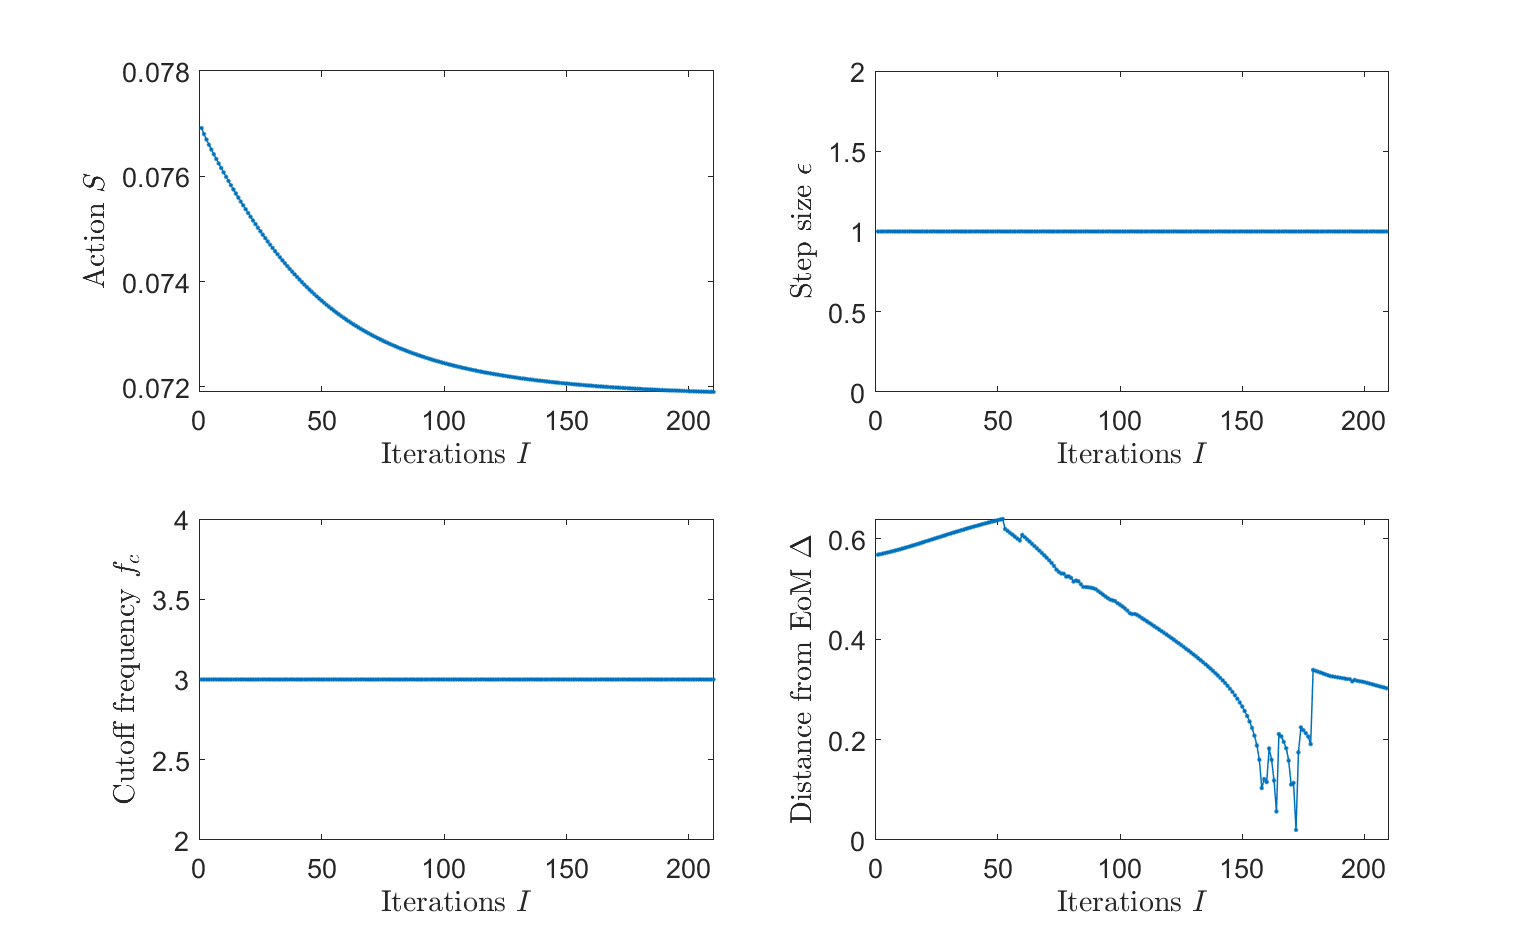 0.078
0.076
0.074
0.072
Action S
0 50 100 150 200
Iterations I
2
1.5
1
0.5
0
Step size ϵ
0 50 100 150 200
Iterations I
4
3.5
3
2.5
2
Cutoff frequency f_c
0 50 100 150 200
Iterations I
0.6
0.4
0.2
0
Distance from EoM Δ
0 50 100 150 200
Iterations I